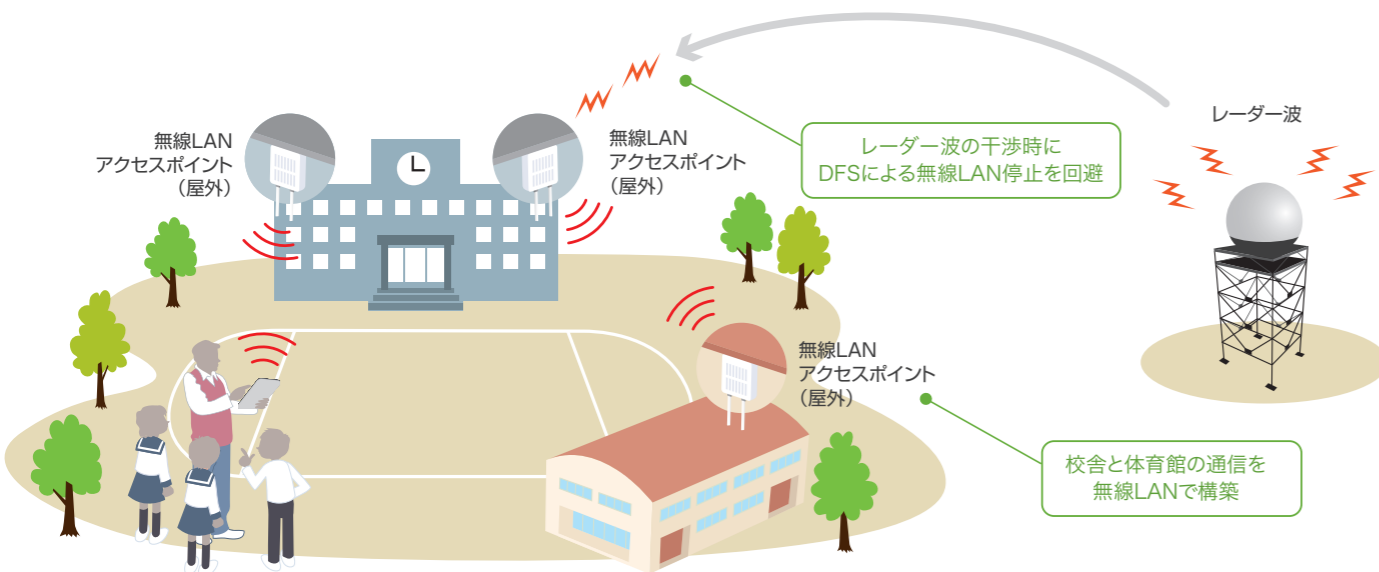 無線LAN
アクセスポイント
（屋外）
無線LAN
アクセスポイント
（屋外）
レーダー波の干渉時に
DFSによる無線LAN停止を回避
レーダー波
無線LAN
アクセスポイント
（屋外）
校舎と体育館の通信を
無線LANで構築